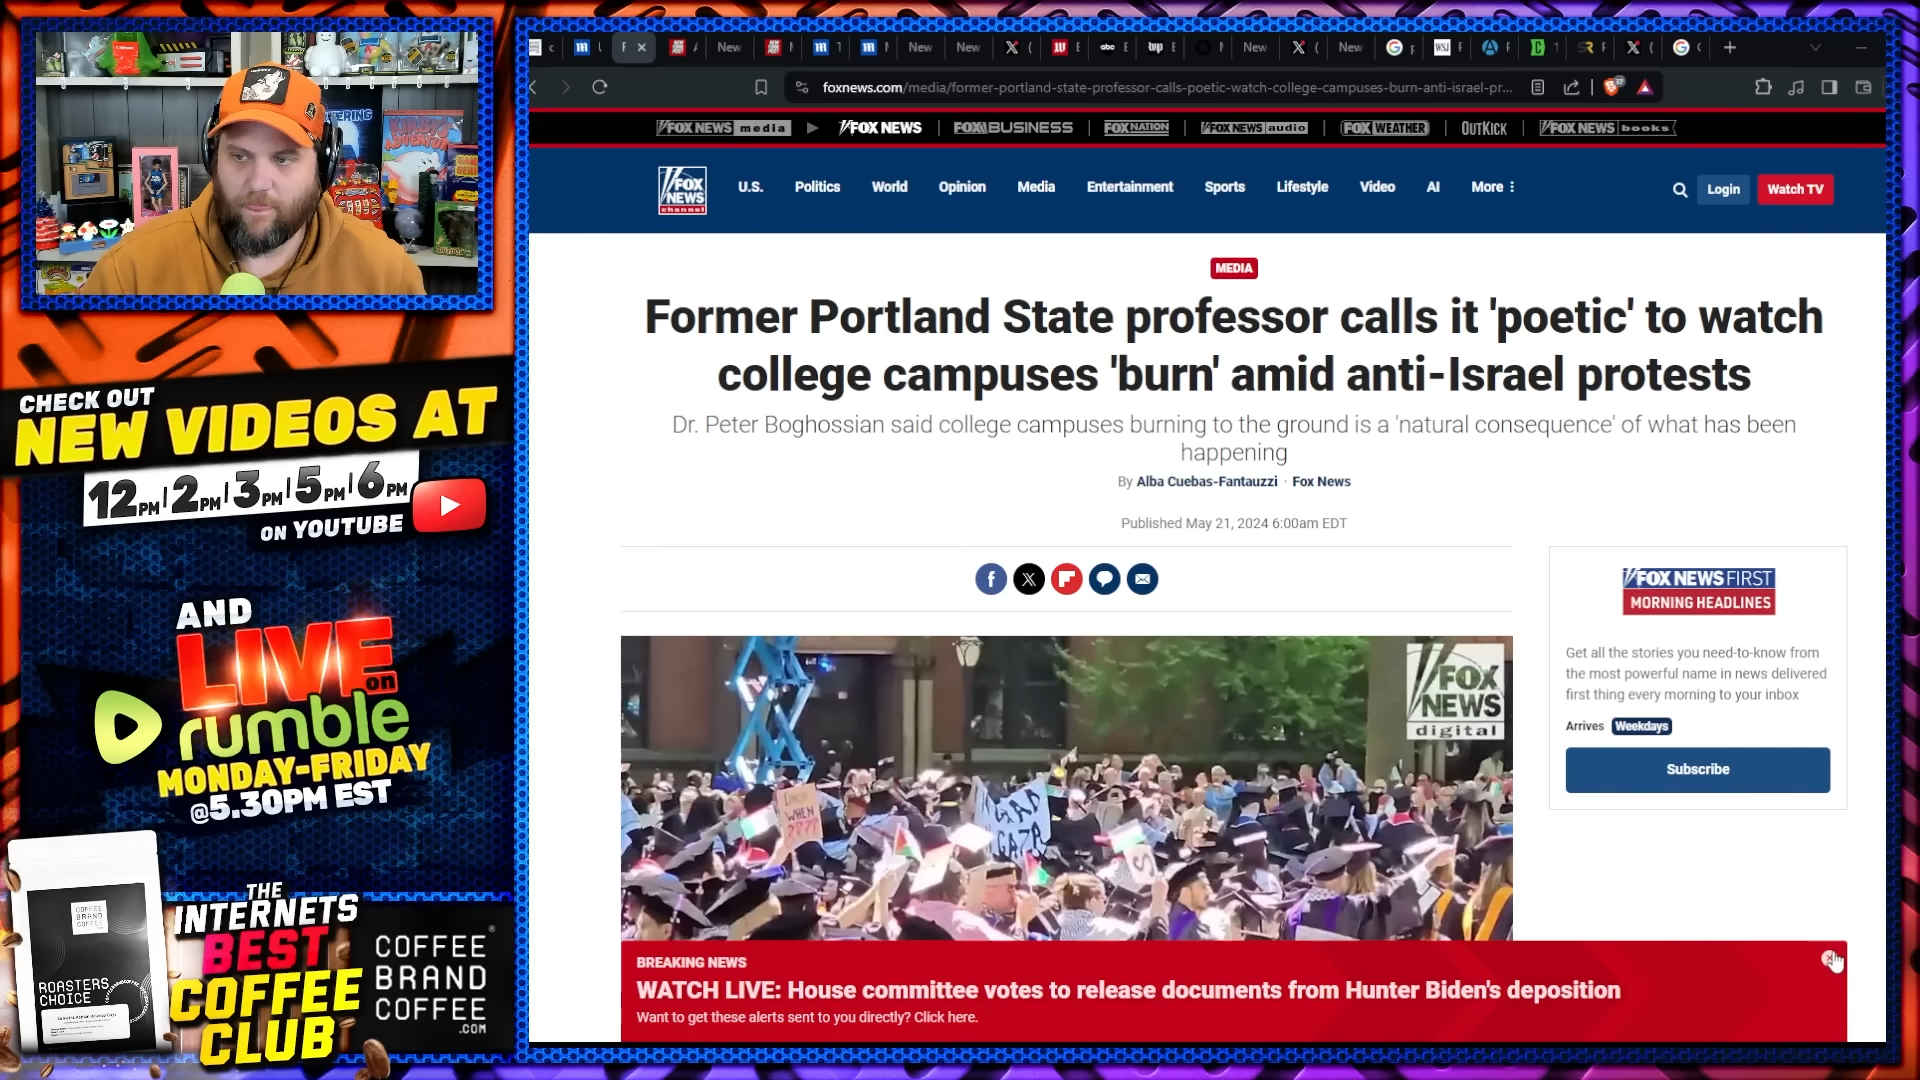 CHECK OUT
NEW VIDEOS AT
12PM | 2PM | 3PM | 5PM | 6PM
ON YOUTUBE
AND
LIVE on
rumble
MONDAY-FRIDAY
@5.30PM EST
THE
INTERNETS
BEST
COFFEE
CLUB
COFFEE
BRAND
COFFEE
.COM
COFFEE
BRAND
COFFEE
ROASTERS
CHOICE
foxnews.com/media/former-portland-state-professor-calls-poetic-watch-college-campuses-burn-anti-israel-pr...
FOX NEWS media FOX NEWS FOX BUSINESS FOX NATION FOX NEWS audio FOX WEATHER OUTKICK FOX NEWS books
FOX
NEWS
channel
U.S. Politics World Opinion Media Entertainment Sports Lifestyle Video AI More
Login
Watch TV
MEDIA
Former Portland State professor calls it 'poetic' to watch
college campuses 'burn' amid anti-Israel protests
Dr. Peter Boghossian said college campuses burning to the ground is a 'natural consequence' of what has been
happening
By Alba Cuebas-Fantauzzi · Fox News
Published May 21, 2024 6:00am EDT
FOX NEWS FIRST
MORNING HEADLINES
Get all the stories you need-to-know from
the most powerful name in news delivered
first thing every morning to your inbox
Arrives Weekdays
Subscribe
FOX
NEWS
digital
WHEN
GAZA
BREAKING NEWS
WATCH LIVE: House committee votes to release documents from Hunter Biden's deposition
Want to get these alerts sent to you directly? Click here.